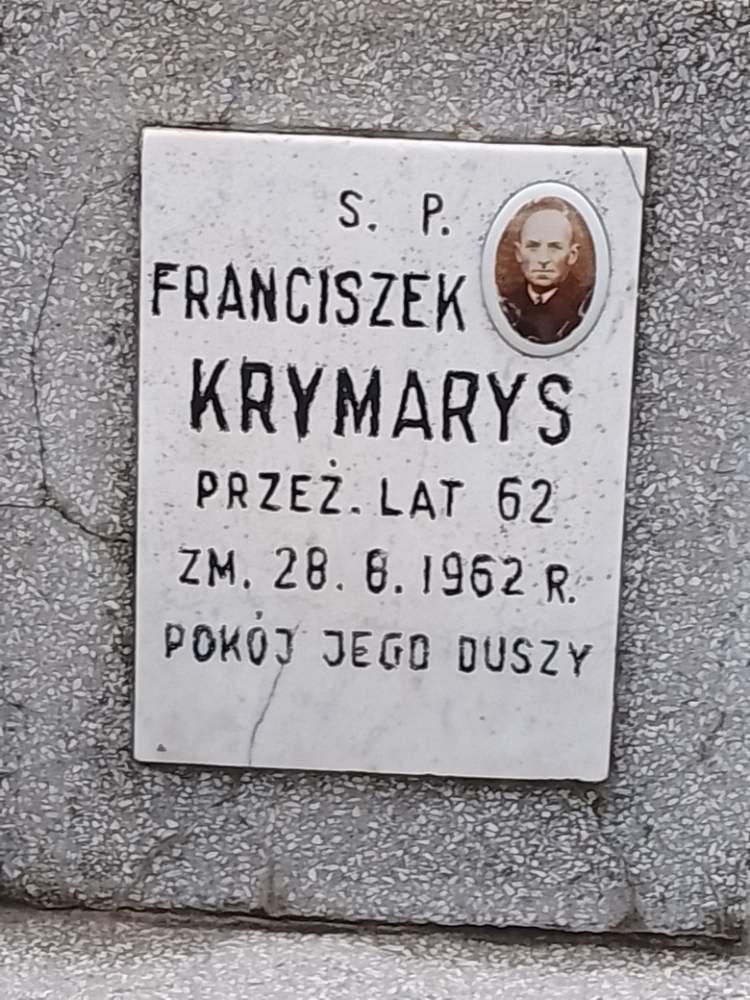 S. P.
FRANCISZEK
KRYMARYS
PRZEŻ. LAT 62
ZM. 28. 8. 1962 R.
POKÓJ JEGO DUSZY